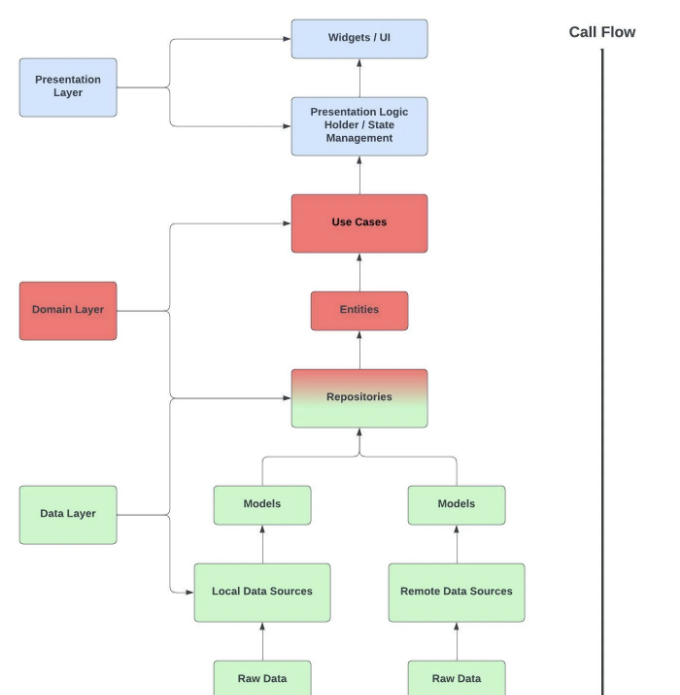 Call Flow
Widgets / UI
Presentation
Layer
Presentation Logic
Holder / State
Management
Use Cases
Domain Layer
Entities
Repositories
Data Layer
Models
Models
Local Data Sources
Remote Data Sources
Raw Data
Raw Data